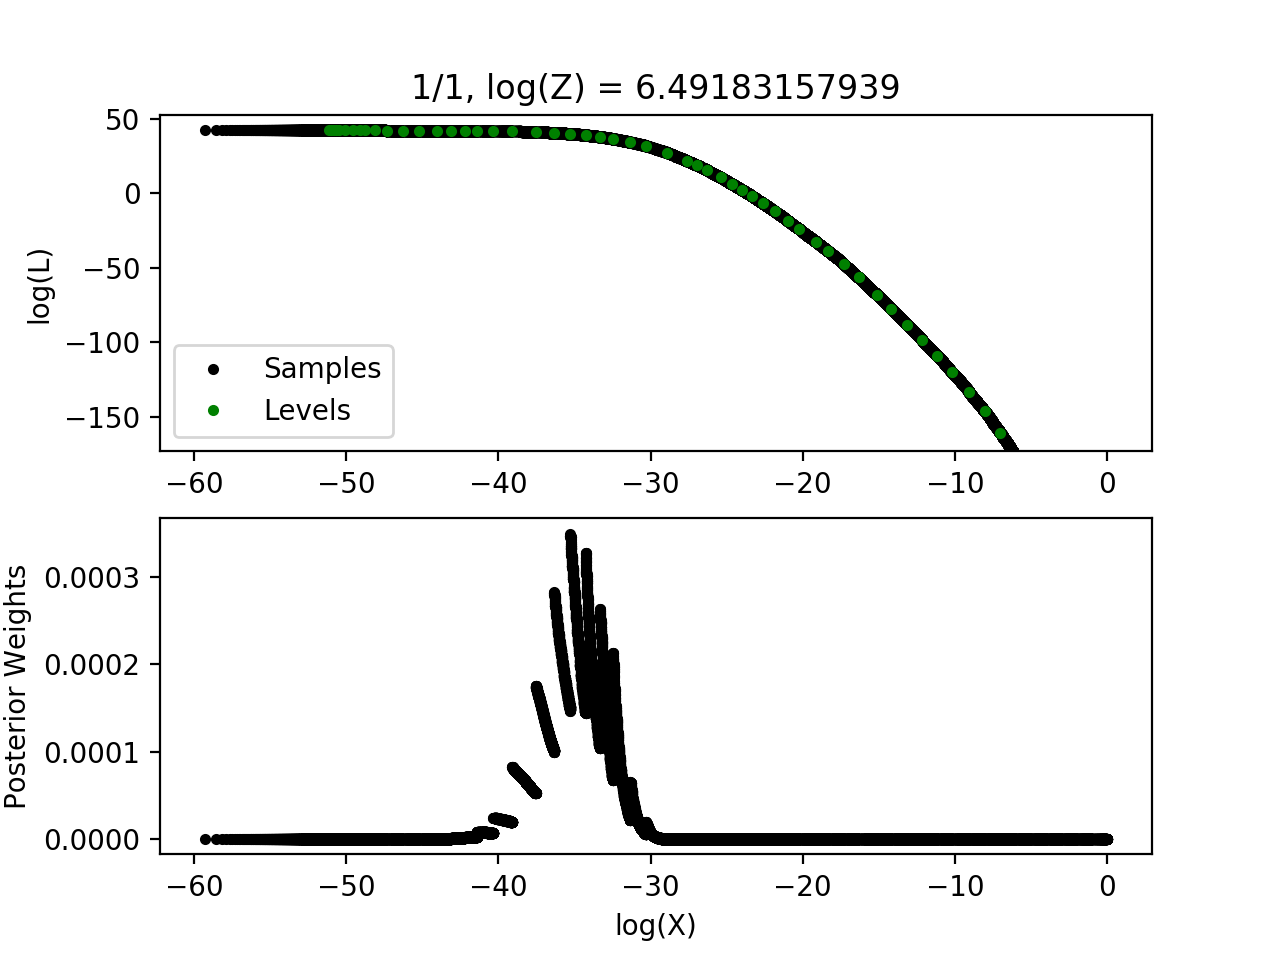 1/1, log(Z) = 6.49183157939
50
0
−50
−100
−150
log(L)
Samples
Levels
−60 −50 −40 −30 −20 −10 0
0.0003
0.0002
0.0001
0.0000
Posterior Weights
−60 −50 −40 −30 −20 −10 0
log(X)